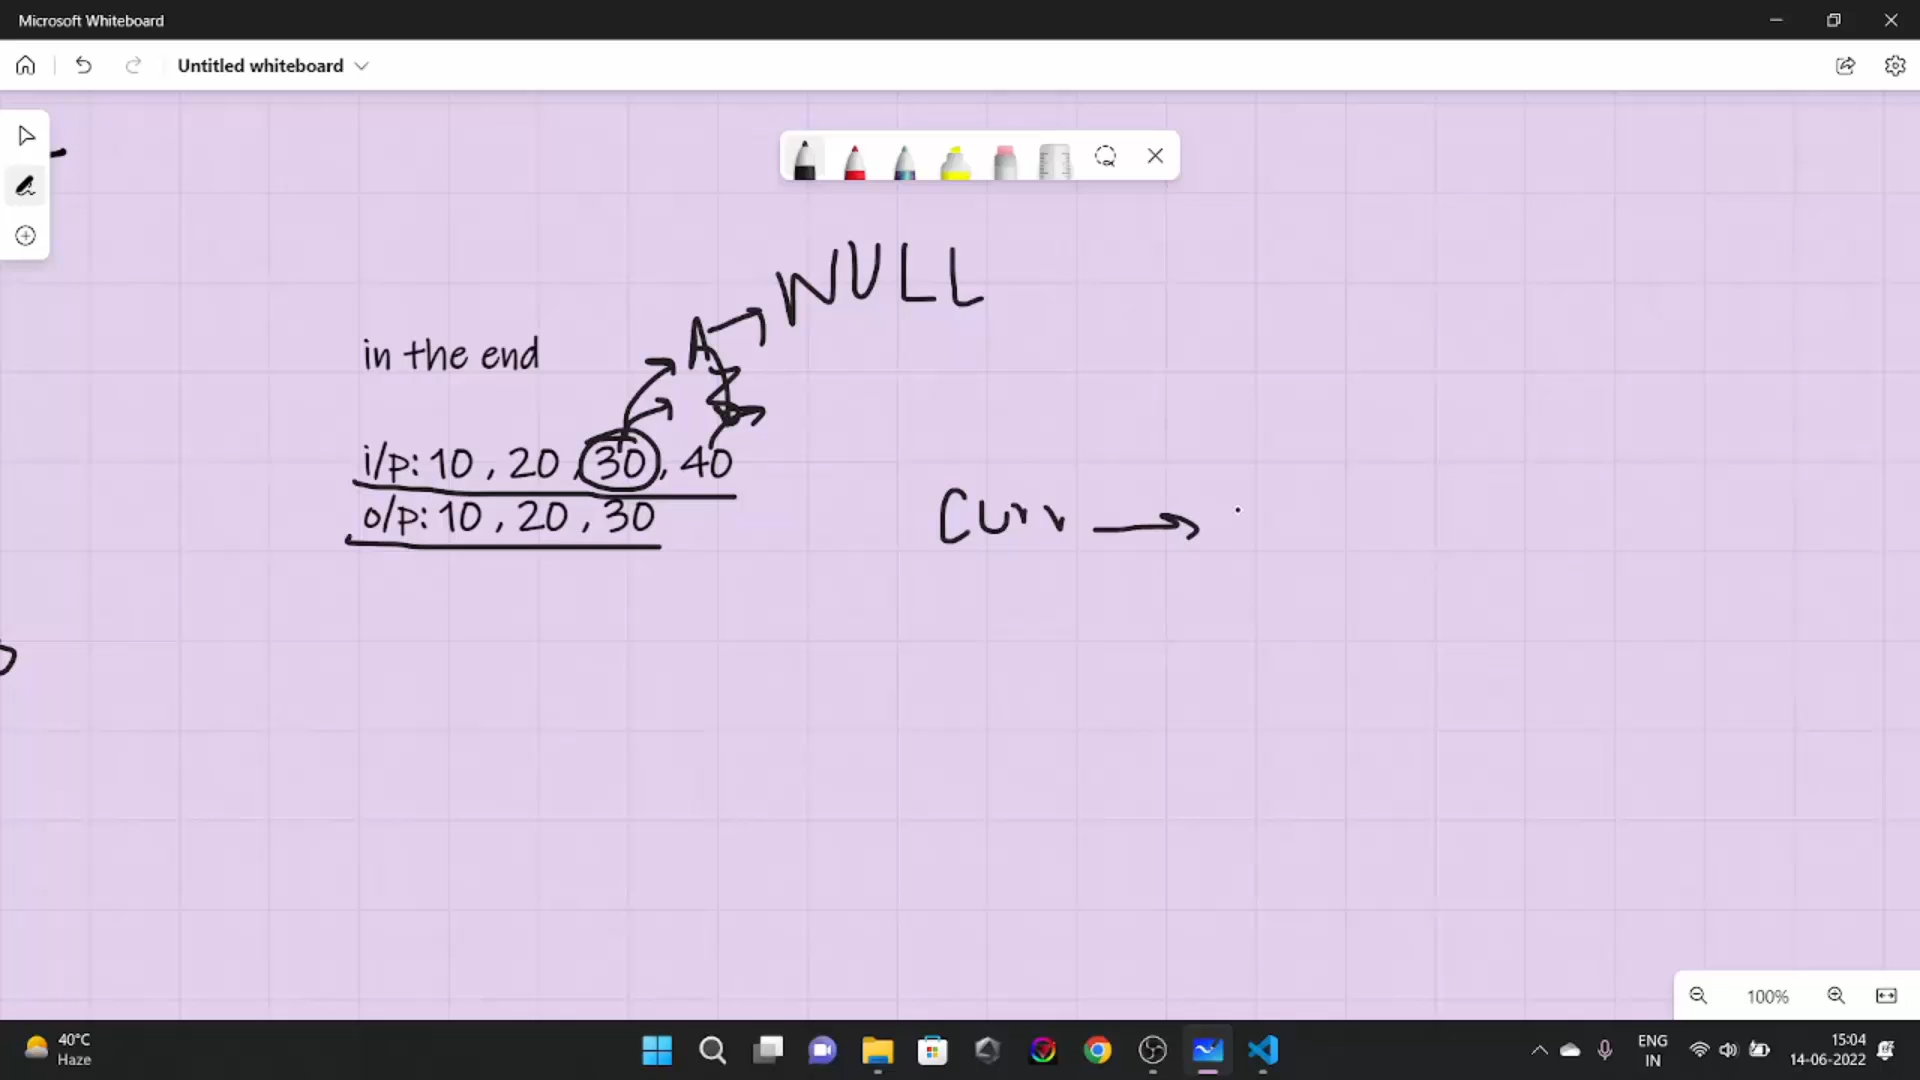 Microsoft Whiteboard
Untitled whiteboard
NULL
A
in the end
i/p: 10 , 20 , 30 , 40
o/p: 10 , 20 , 30
Curr
100%
40°C
Haze
ENG
IN
15:04
14-06-2022